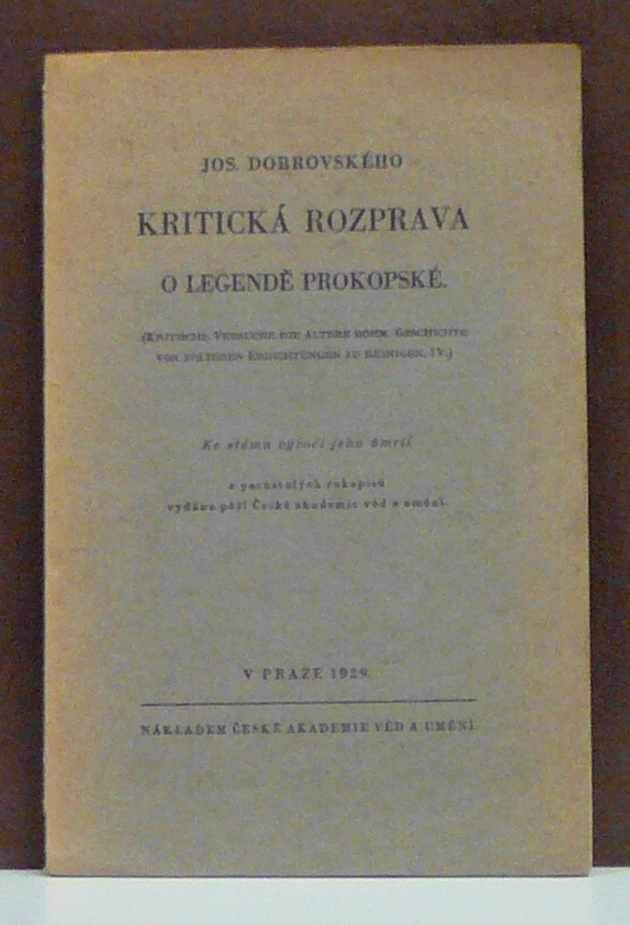 JOS. DOBROVSKÉHO
KRITICKÁ ROZPRAVA
O LEGENDĚ PROKOPSKÉ.
(KRITISCHE VERSUCHE DIE ÄLTERE BÖHM. GESCHICHTE
VON SPÄTEREN ERDICHTUNGEN ZU REINIGEN, IV.)
Ke stému výročí jeho úmrtí
z pozůstalých rukopisů
vydáno péčí České akademie věd a umění
V PRAZE 1929
NÁKLADEM ČESKÉ AKADEMIE VĚD A UMĚNÍ